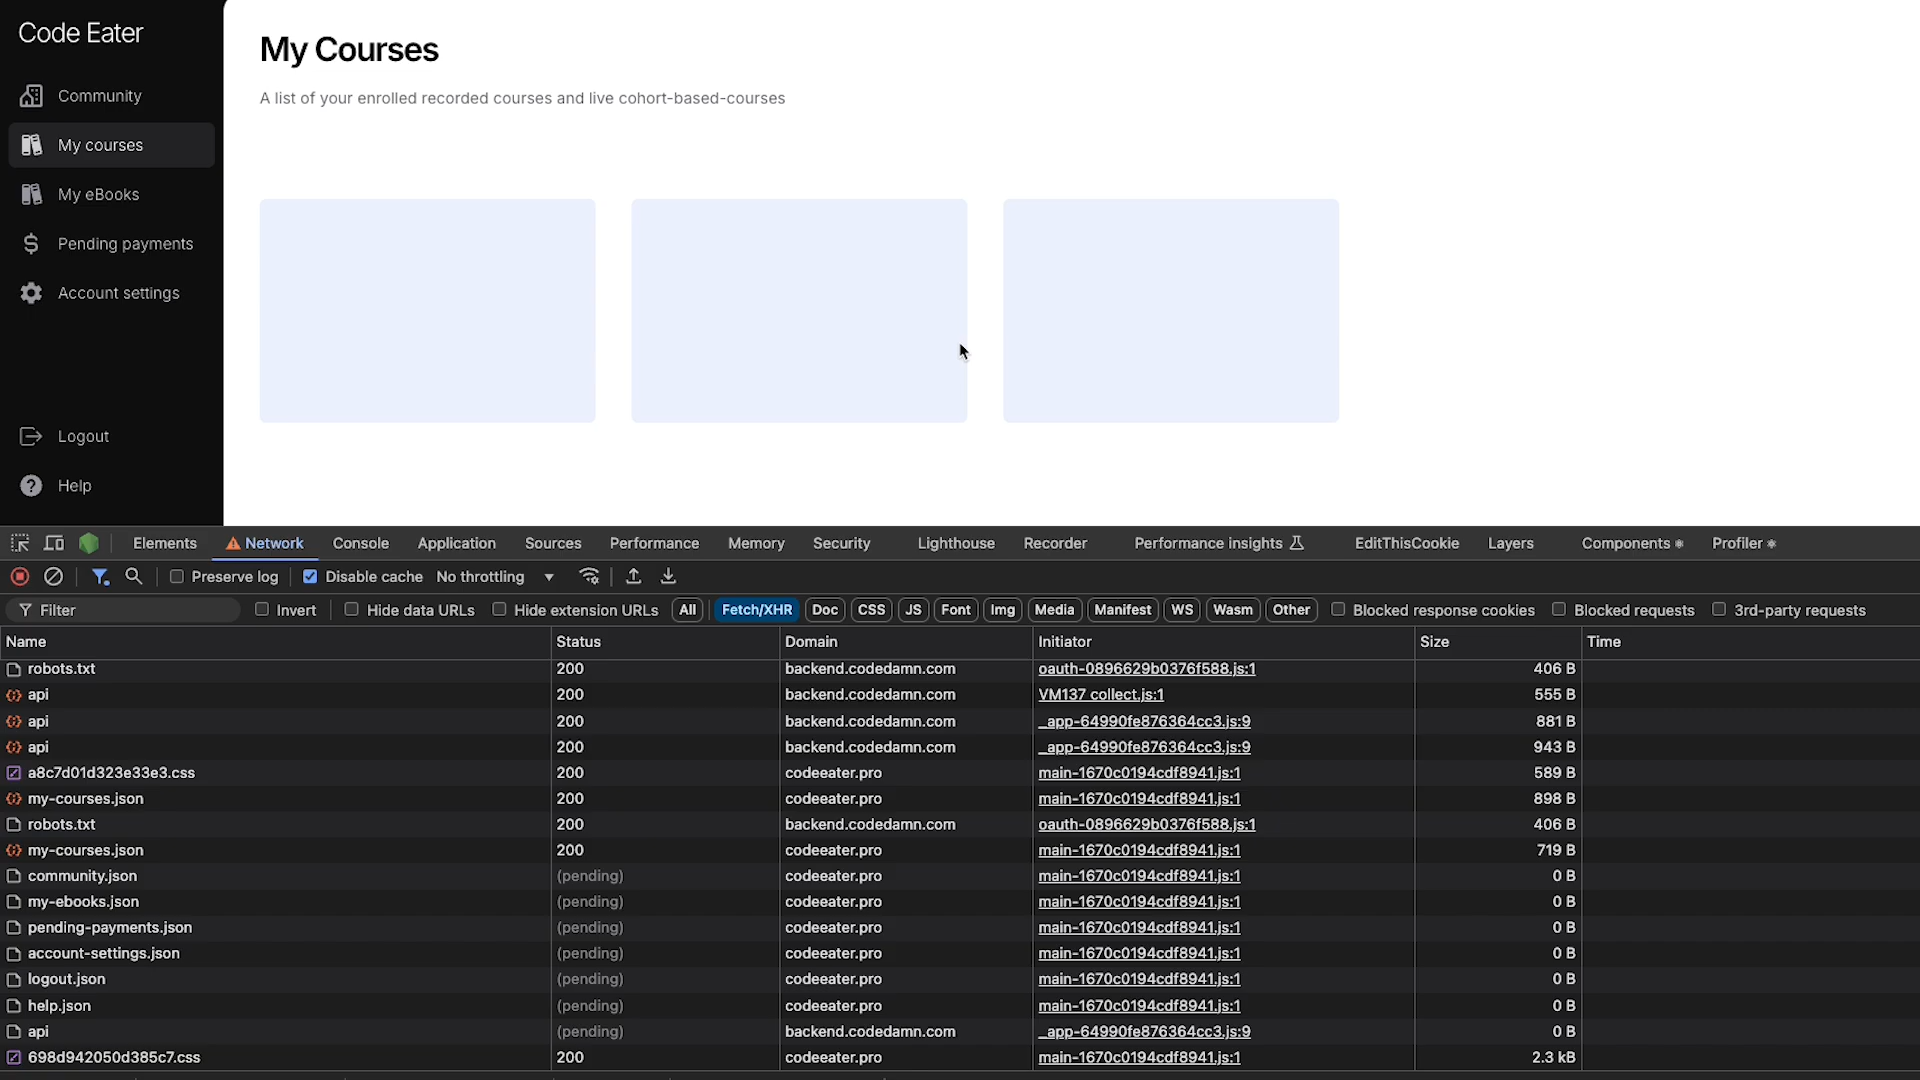 Code Eater
Community
My courses
My eBooks
Pending payments
Account settings
Logout
Help
My Courses
A list of your enrolled recorded courses and live cohort-based-courses
Elements Network Console Application Sources Performance Memory Security Lighthouse Recorder Performance insights EditThisCookie Layers Components Profiler
Preserve log Disable cache No throttling
Filter Invert Hide data URLs Hide extension URLs All Fetch/XHR Doc CSS JS Font Img Media Manifest WS Wasm Other Blocked response cookies Blocked requests 3rd-party requests
Name Status Domain Initiator Size Time
robots.txt 200 backend.codedamn.com oauth-0896629b0376f588.js:1 406 B
api 200 backend.codedamn.com VM137 collect.js:1 555 B
api 200 backend.codedamn.com _app-64990fe876364cc3.js:9 881 B
api 200 backend.codedamn.com _app-64990fe876364cc3.js:9 943 B
a8c7d01d323e33e3.css 200 codeeater.pro main-1670c0194cdf8941.js:1 589 B
my-courses.json 200 codeeater.pro main-1670c0194cdf8941.js:1 898 B
robots.txt 200 backend.codedamn.com oauth-0896629b0376f588.js:1 406 B
my-courses.json 200 codeeater.pro main-1670c0194cdf8941.js:1 719 B
community.json (pending) codeeater.pro main-1670c0194cdf8941.js:1 0 B
my-ebooks.json (pending) codeeater.pro main-1670c0194cdf8941.js:1 0 B
pending-payments.json (pending) codeeater.pro main-1670c0194cdf8941.js:1 0 B
account-settings.json (pending) codeeater.pro main-1670c0194cdf8941.js:1 0 B
logout.json (pending) codeeater.pro main-1670c0194cdf8941.js:1 0 B
help.json (pending) codeeater.pro main-1670c0194cdf8941.js:1 0 B
api (pending) backend.codedamn.com _app-64990fe876364cc3.js:9 0 B
698d942050d385c7.css 200 codeeater.pro main-1670c0194cdf8941.js:1 2.3 kB